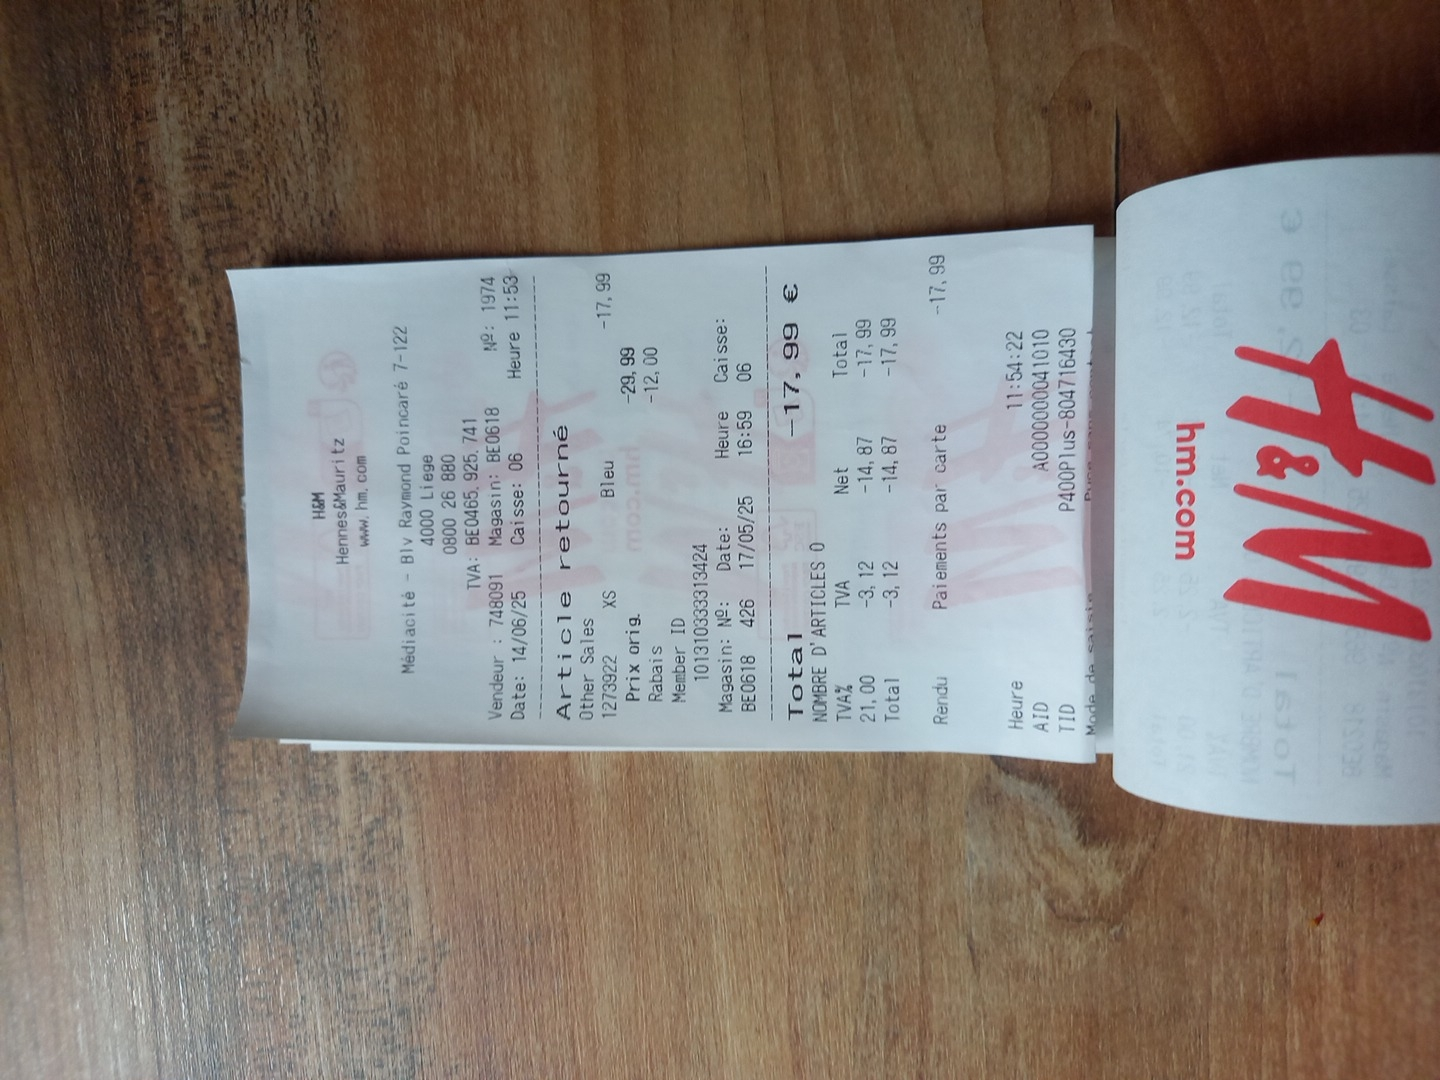 H&M
Hennes&Mauritz
www.hm.com
Médiacité - Blv Raymond Poincaré 7-122
4000 Liege
0800 26 880
TVA: BE0465.925.741
Vendeur : 748091 Magasin: BE0618 Nº: 1974
Date: 14/06/25 Caisse: 06 Heure 11:53
Article retourné
Other Sales
1273922 XS Bleu -17,99
Prix orig. -29,99
Rabais -12,00
Member ID
1013103333313424
Magasin: Nº: Date: Heure Caisse:
BE0618 426 17/05/25 16:59 06
Total -17,99 €
NOMBRE D'ARTICLES 0
TVA% TVA Net Total
21,00 -3,12 -14,87 -17,99
Total -3,12 -14,87 -17,99
Rendu Paiements par carte -17,99
Heure 11:54:22
AID A0000000041010
TID P400Plus-804716430
Mode de saisie
hm.com
H&M